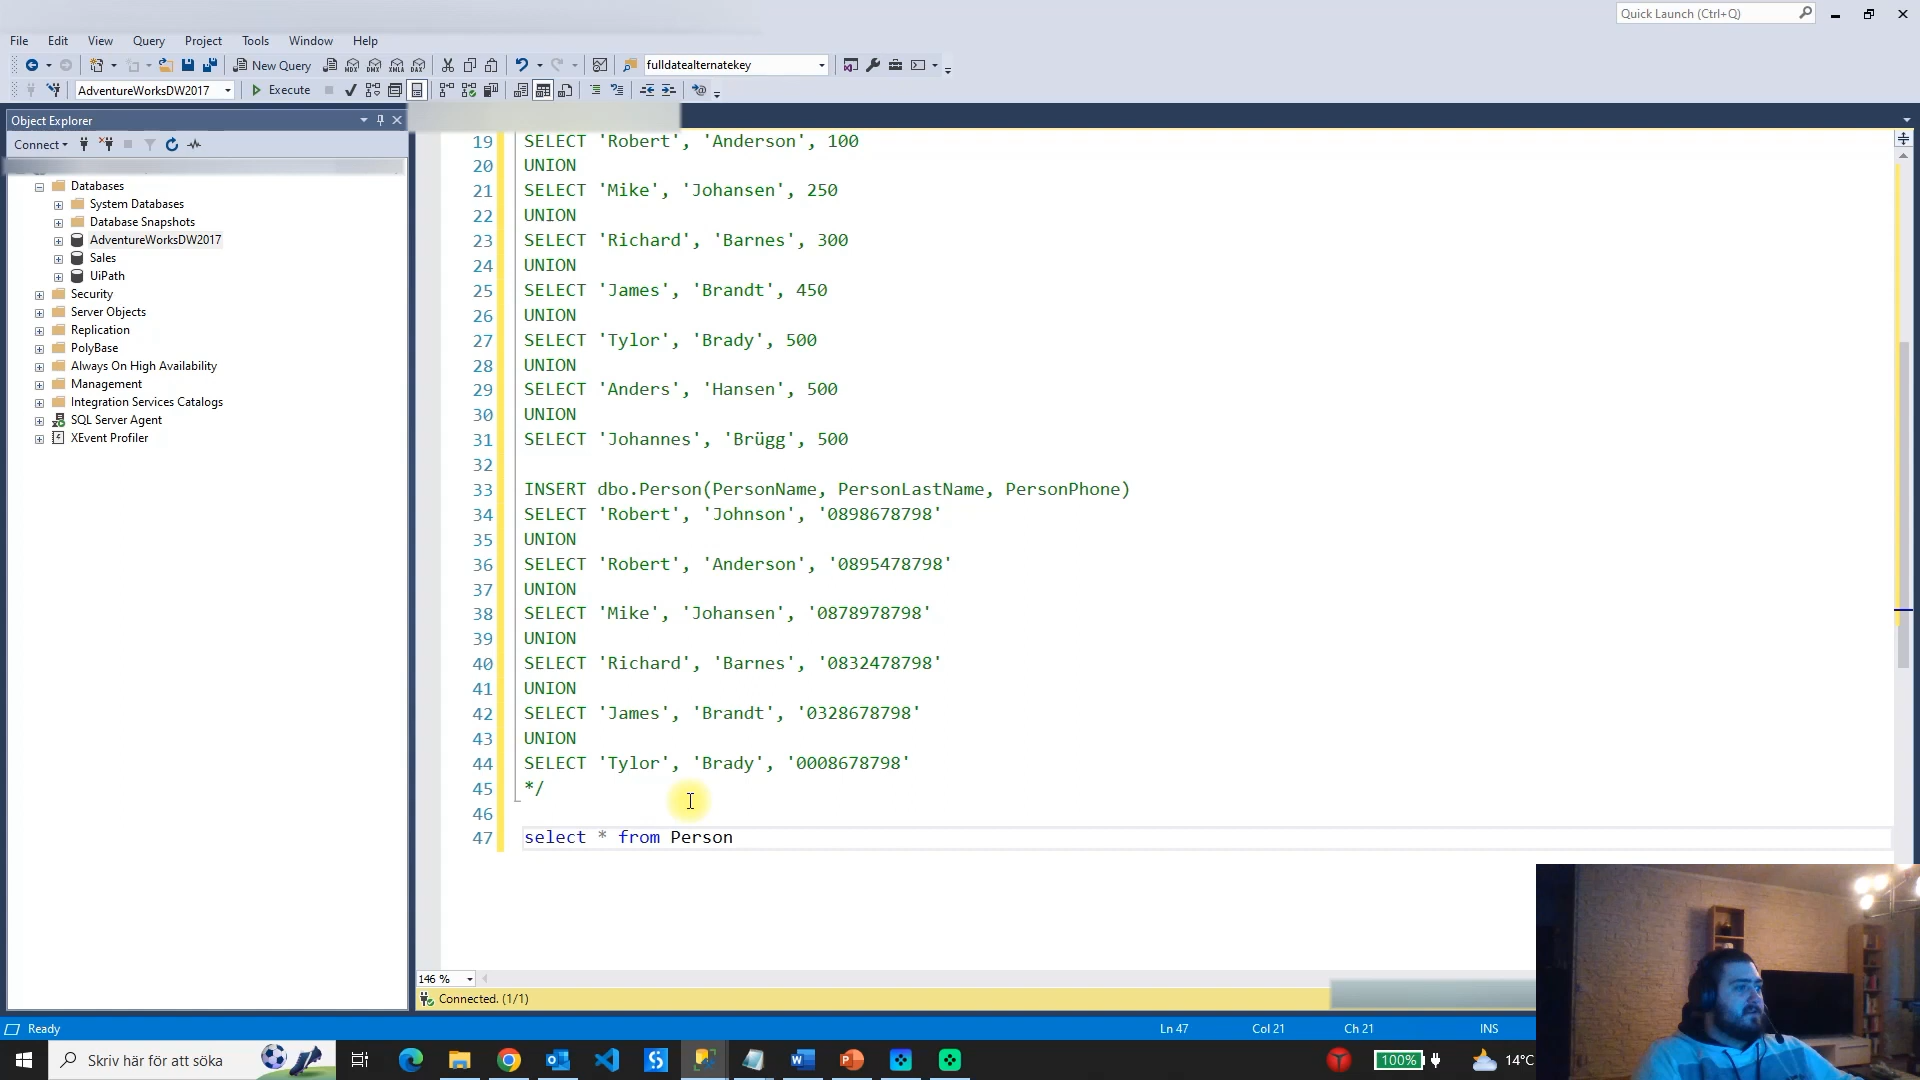 Quick Launch (Ctrl+Q)
File Edit View Query Project Tools Window Help
New Query
MDX DMX XMLA DAX
fulldatealternatekey
AdventureWorksDW2017
Execute
Object Explorer
Connect
Databases
System Databases
Database Snapshots
AdventureWorksDW2017
Sales
UiPath
Security
Server Objects
Replication
PolyBase
Always On High Availability
Management
Integration Services Catalogs
SQL Server Agent
XEvent Profiler
19 SELECT 'Robert', 'Anderson', 100
20 UNION
21 SELECT 'Mike', 'Johansen', 250
22 UNION
23 SELECT 'Richard', 'Barnes', 300
24 UNION
25 SELECT 'James', 'Brandt', 450
26 UNION
27 SELECT 'Tylor', 'Brady', 500
28 UNION
29 SELECT 'Anders', 'Hansen', 500
30 UNION
31 SELECT 'Johannes', 'Brügg', 500
32
33 INSERT dbo.Person(PersonName, PersonLastName, PersonPhone)
34 SELECT 'Robert', 'Johnson', '0898678798'
35 UNION
36 SELECT 'Robert', 'Anderson', '0895478798'
37 UNION
38 SELECT 'Mike', 'Johansen', '0878978798'
39 UNION
40 SELECT 'Richard', 'Barnes', '0832478798'
41 UNION
42 SELECT 'James', 'Brandt', '0328678798'
43 UNION
44 SELECT 'Tylor', 'Brady', '0008678798'
45 */
46
47 select * from Person
146 %
Connected. (1/1)
Ready
Ln 47 Col 21 Ch 21 INS
Skriv här för att söka
100%
14°C